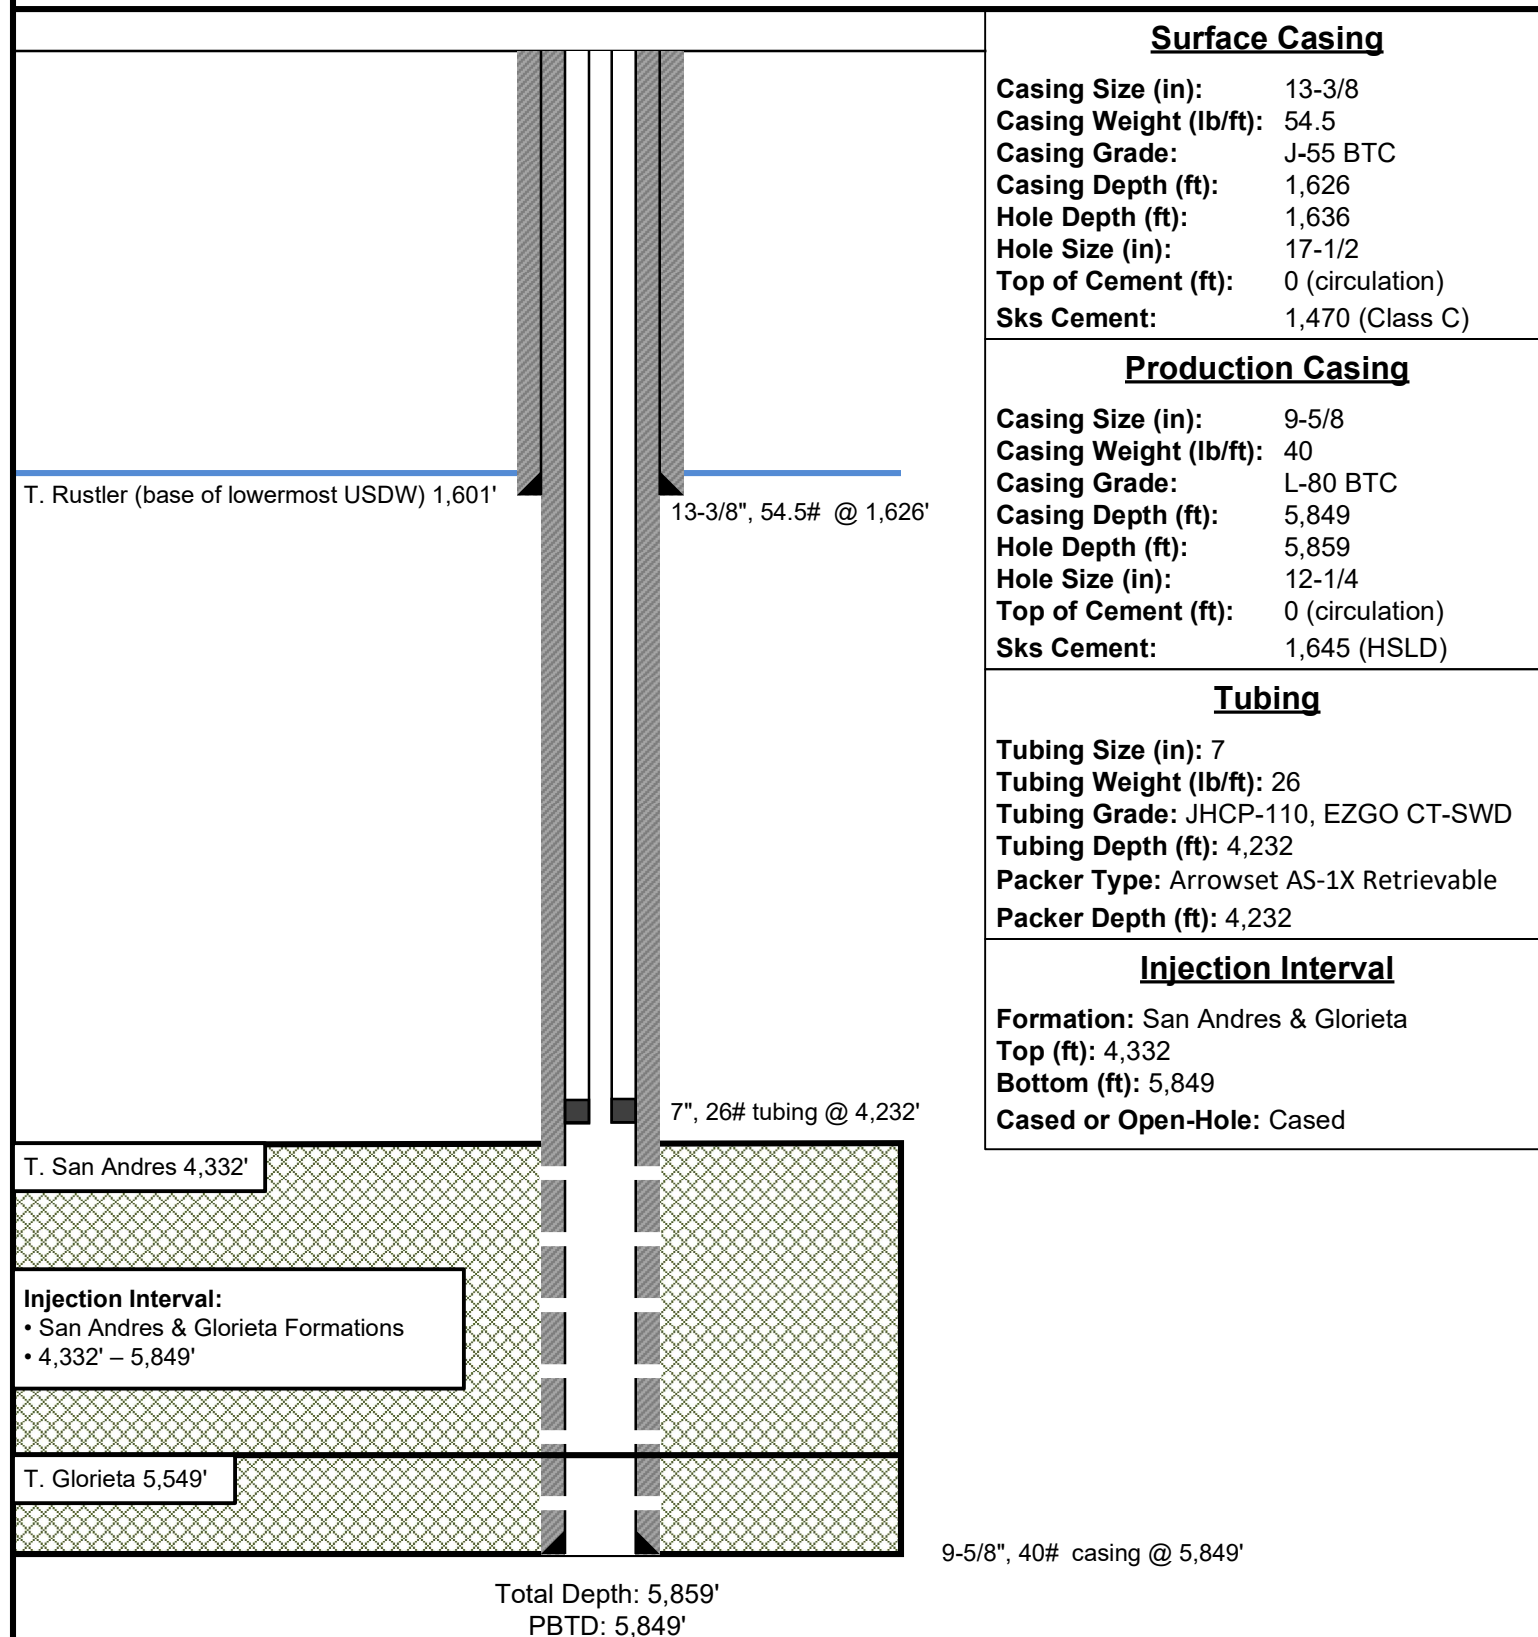 Surface Casing
Casing Size (in): 13-3/8
Casing Weight (lb/ft): 54.5
Casing Grade: J-55 BTC
Casing Depth (ft): 1,626
Hole Depth (ft): 1,636
Hole Size (in): 17-1/2
Top of Cement (ft): 0 (circulation)
Sks Cement: 1,470 (Class C)
Production Casing
Casing Size (in): 9-5/8
Casing Weight (lb/ft): 40
Casing Grade: L-80 BTC
Casing Depth (ft): 5,849
Hole Depth (ft): 5,859
Hole Size (in): 12-1/4
Top of Cement (ft): 0 (circulation)
Sks Cement: 1,645 (HSLD)
Tubing
Tubing Size (in): 7
Tubing Weight (lb/ft): 26
Tubing Grade: JHCP-110, EZGO CT-SWD
Tubing Depth (ft): 4,232
Packer Type: Arrowset AS-1X Retrievable
Packer Depth (ft): 4,232
Injection Interval
Formation: San Andres & Glorieta
Top (ft): 4,332
Bottom (ft): 5,849
Cased or Open-Hole: Cased
T. Rustler (base of lowermost USDW) 1,601'
13-3/8", 54.5# @ 1,626'
7", 26# tubing @ 4,232'
T. San Andres 4,332'
Injection Interval:
• San Andres & Glorieta Formations
• 4,332' – 5,849'
T. Glorieta 5,549'
9-5/8", 40# casing @ 5,849'
Total Depth: 5,859'
PBTD: 5,849'